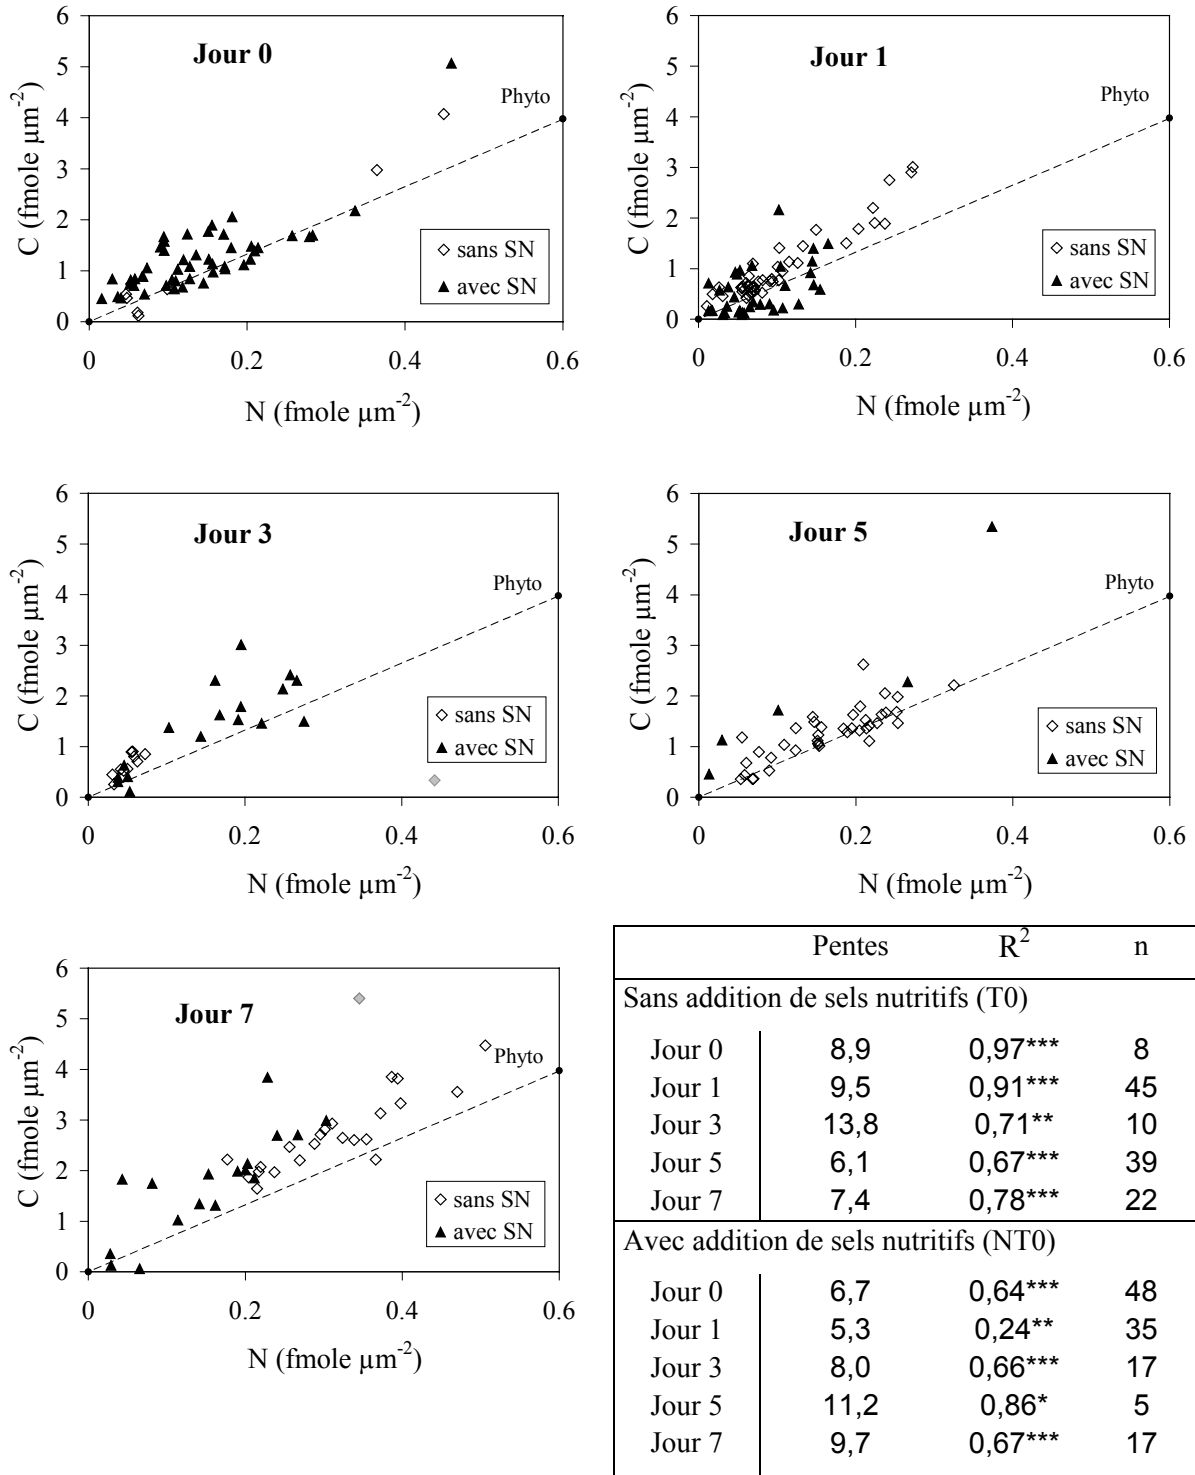 Jour 0
C (fmole µm-2)
6
5
4
3
2
1
0
Phyto
sans SN
avec SN
0
0.2
0.4
0.6
N (fmole µm-2)
Jour 1
C (fmole µm-2)
6
5
4
3
2
1
0
Phyto
sans SN
avec SN
0
0.2
0.4
0.6
N (fmole µm-2)
Jour 3
C (fmole µm-2)
6
5
4
3
2
1
0
Phyto
sans SN
avec SN
0
0.2
0.4
0.6
N (fmole µm-2)
Jour 5
C (fmole µm-2)
6
5
4
3
2
1
0
Phyto
sans SN
avec SN
0
0.2
0.4
0.6
N (fmole µm-2)
Jour 7
C (fmole µm-2)
6
5
4
3
2
1
0
Phyto
sans SN
avec SN
0
0.2
0.4
0.6
N (fmole µm-2)
Pentes R2 n
Sans addition de sels nutritifs (T0)
Jour 0 8,9 0,97*** 8
Jour 1 9,5 0,91*** 45
Jour 3 13,8 0,71** 10
Jour 5 6,1 0,67*** 39
Jour 7 7,4 0,78*** 22
Avec addition de sels nutritifs (NT0)
Jour 0 6,7 0,64*** 48
Jour 1 5,3 0,24** 35
Jour 3 8,0 0,66*** 17
Jour 5 11,2 0,86* 5
Jour 7 9,7 0,67*** 17